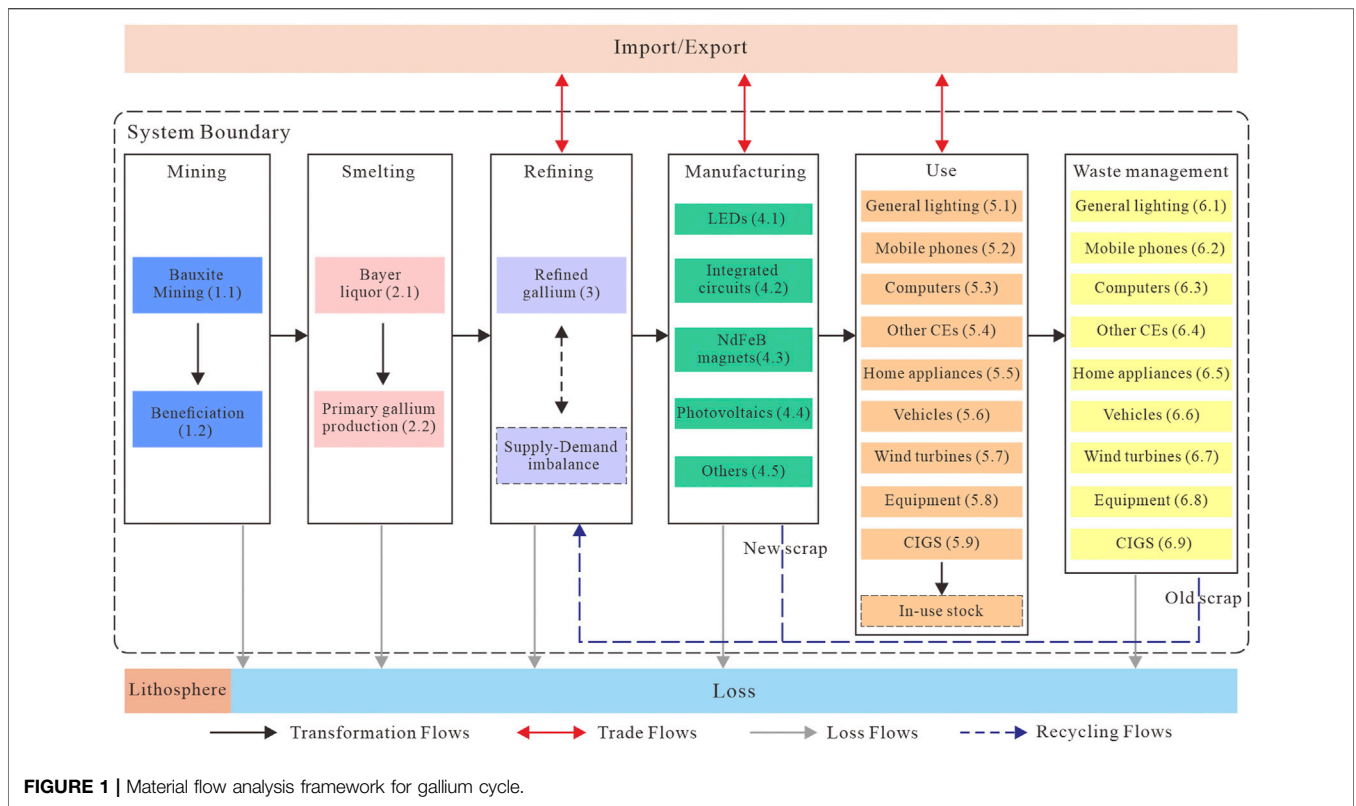 Import/Export
System Boundary
Mining
Bauxite
Mining (1.1)
Beneficiation
(1.2)
Smelting
Bayer
liquor (2.1)
Primary gallium
production (2.2)
Refining
Refined
gallium (3)
Supply-Demand
imbalance
Manufacturing
LEDs (4.1)
Integrated
circuits (4.2)
NdFeB
magnets(4.3)
Photovoltaics (4.4)
Others (4.5)
Use
General lighting (5.1)
Mobile phones (5.2)
Computers (5.3)
Other CEs (5.4)
Home appliances (5.5)
Vehicles (5.6)
Wind turbines (5.7)
Equipment (5.8)
CIGS (5.9)
In-use stock
Waste management
General lighting (6.1)
Mobile phones (6.2)
Computers (6.3)
Other CEs (6.4)
Home appliances (6.5)
Vehicles (6.6)
Wind turbines (6.7)
Equipment (6.8)
CIGS (6.9)
New scrap
Old scrap
Lithosphere
Loss
Transformation Flows
Trade Flows
Loss Flows
Recycling Flows
FIGURE 1 | Material flow analysis framework for gallium cycle.